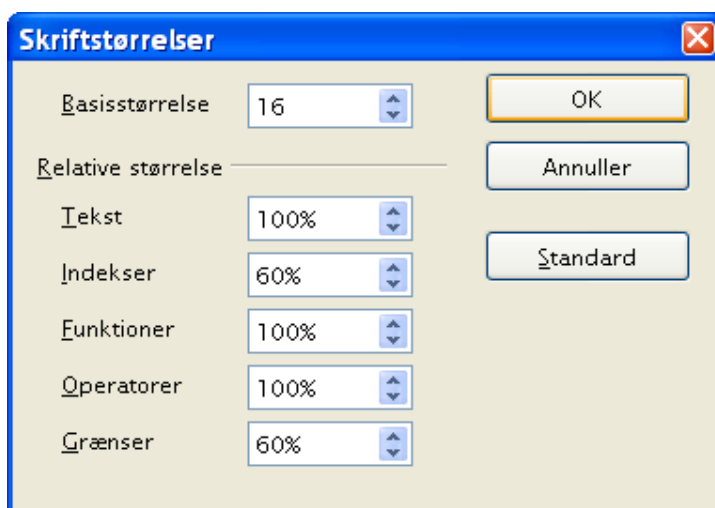 Skriftstørrelser
Basisstørrelse 16 OK
Relative størrelse Annuller
Tekst 100%
Standard
Indekser 60%
Funktioner 100%
Operatorer 100%
Grænser 60%